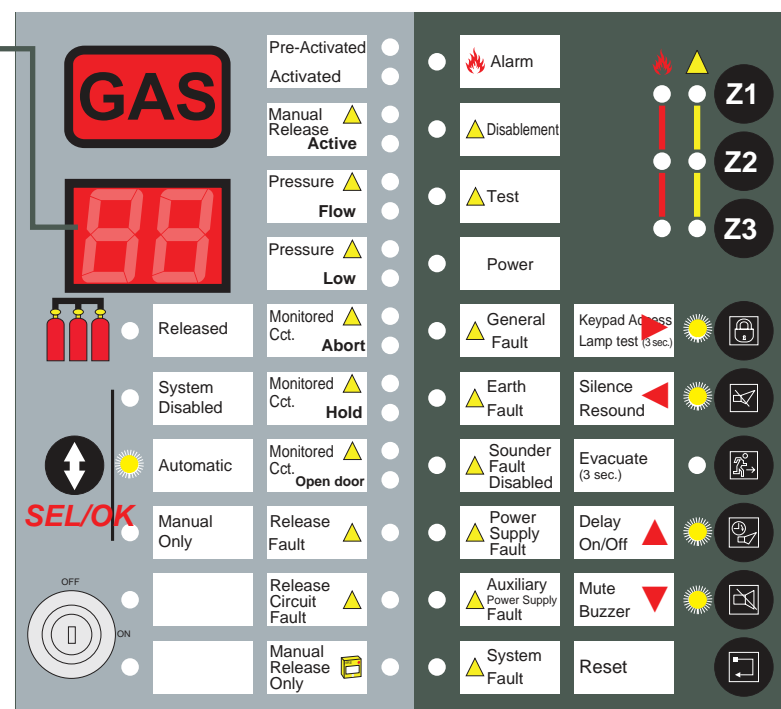 GAS
88
Pre-Activated
Activated
Manual
Release
Active
Pressure
Flow
Pressure
Low
Released
Monitored
Cct.
Abort
System
Disabled
Monitored
Cct.
Hold
Automatic
Monitored
Cct.
Open door
SEL/OK
Manual
Only
Release
Fault
OFF
ON
Release
Circuit
Fault
Manual
Release
Only
Alarm
Disablement
Test
Power
General
Fault
Earth
Fault
Sounder
Fault
Disabled
Power
Supply
Fault
Auxiliary
Power Supply
Fault
System
Fault
Z1
Z2
Z3
Keypad Access
Lamp test (3 sec.)
Silence
Resound
Evacuate
(3 sec.)
Delay
On/Off
Mute
Buzzer
Reset